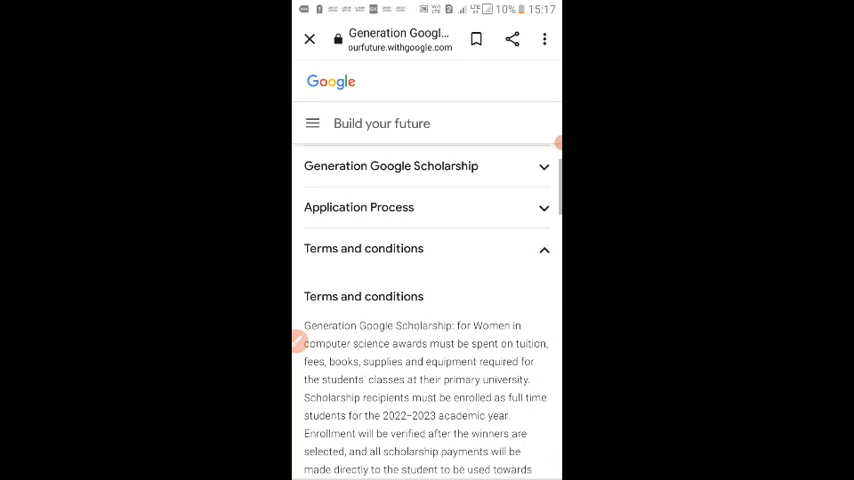 10% 15:17
Generation Googl...
ourfuture.withgoogle.com
Google
Build your future
Generation Google Scholarship
Application Process
Terms and conditions
Terms and conditions
Generation Google Scholarship: for Women in
computer science awards must be spent on tuition,
fees, books, supplies and equipment required for
the students' classes at their primary university.
Scholarship recipients must be enrolled as full time
students for the 2022–2023 academic year.
Enrollment will be verified after the winners are
selected, and all scholarship payments will be
made directly to the student to be used towards